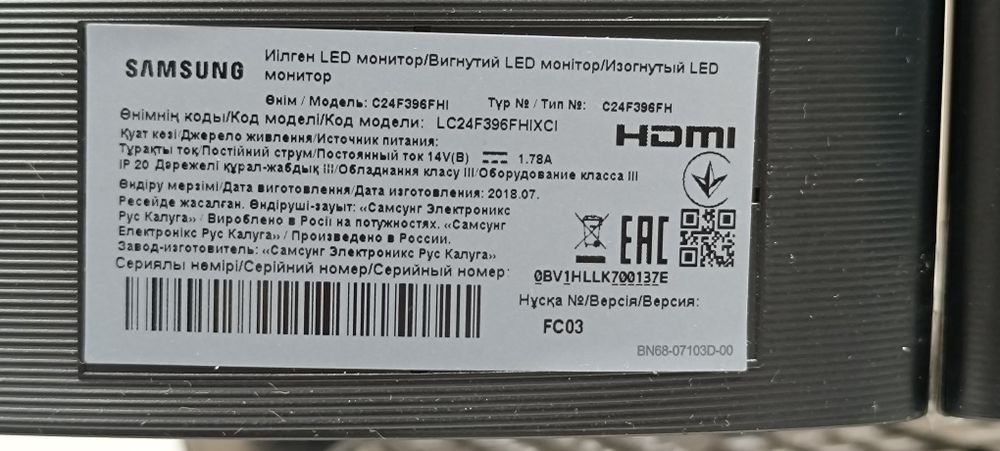 SAMSUNG
Иілген LED монитор/Вигнутий LED монітор/Изогнутый LED
монитор
Өнім / Модель: C24F396FHI Түр № / Тип №: C24F396FH
Өнімнің коды/Код моделі/Код модели: LC24F396FHIXCI
HDMI
Қуат көзі/Джерело живлення/Источник питания:
Тұрақты ток/Постійний струм/Постоянный ток 14V(B) 1.78A
IP 20 Дәрежелі құрал-жабдық III/Обладнання класу III/Оборудование класса III
Өндіру мерзімі/Дата виготовлення/Дата изготовления: 2018.07.
Ресейде жасалған. Өндіруші-зауыт: «Самсунг Электроникс
Рус Калуга» / Вироблено в Росії на потужностях. «Самсунг
Електронікс Рус Калуга» / Произведено в России.
Завод-изготовитель: «Самсунг Электроникс Рус Калуга»
EAC
Сериялы нөмірі/Серійний номер/Серийный номер:
0BV1HLLK700137E
Нұсқа №/Версія/Версия:
FC03
BN68-07103D-00